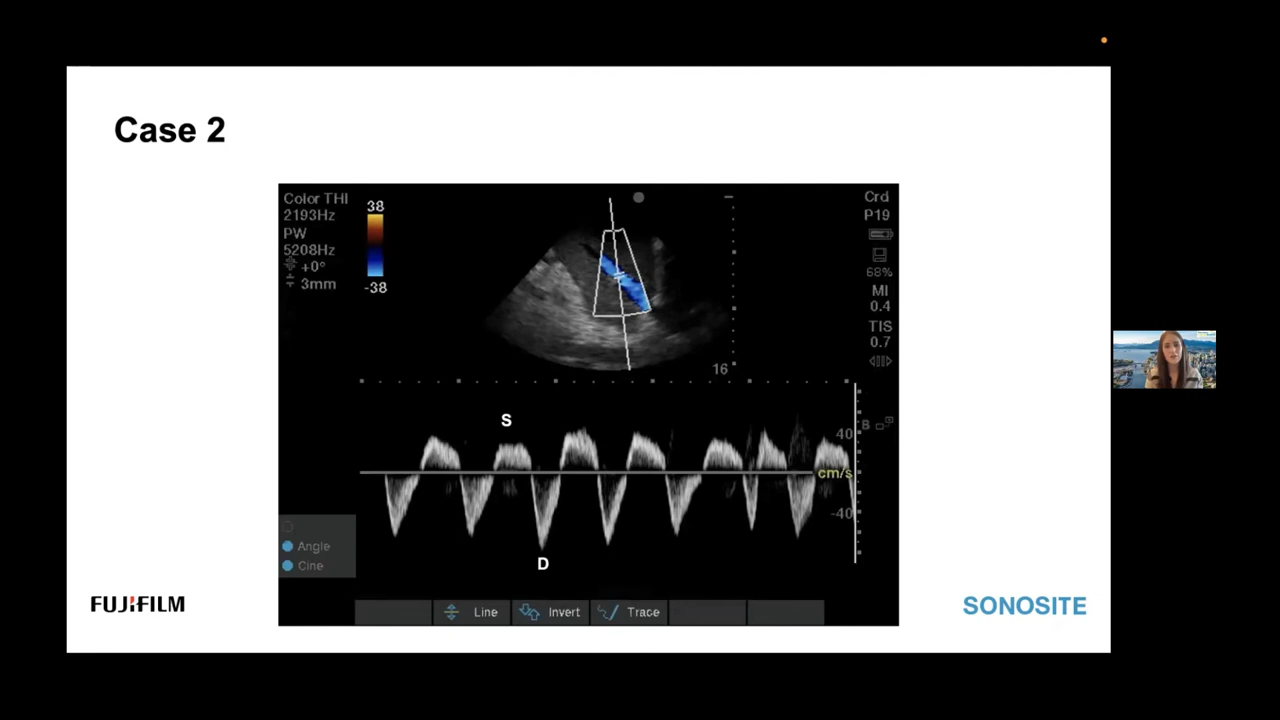 Case 2
Color THI
2193Hz
PW
5208Hz
+0°
3mm
38
-38
Crd
P19
68%
MI
0.4
TIS
0.7
16
S
40
B
cm/s
-40
D
Angle
Cine
Line
Invert
Trace
FUJIFILM
SONOSITE